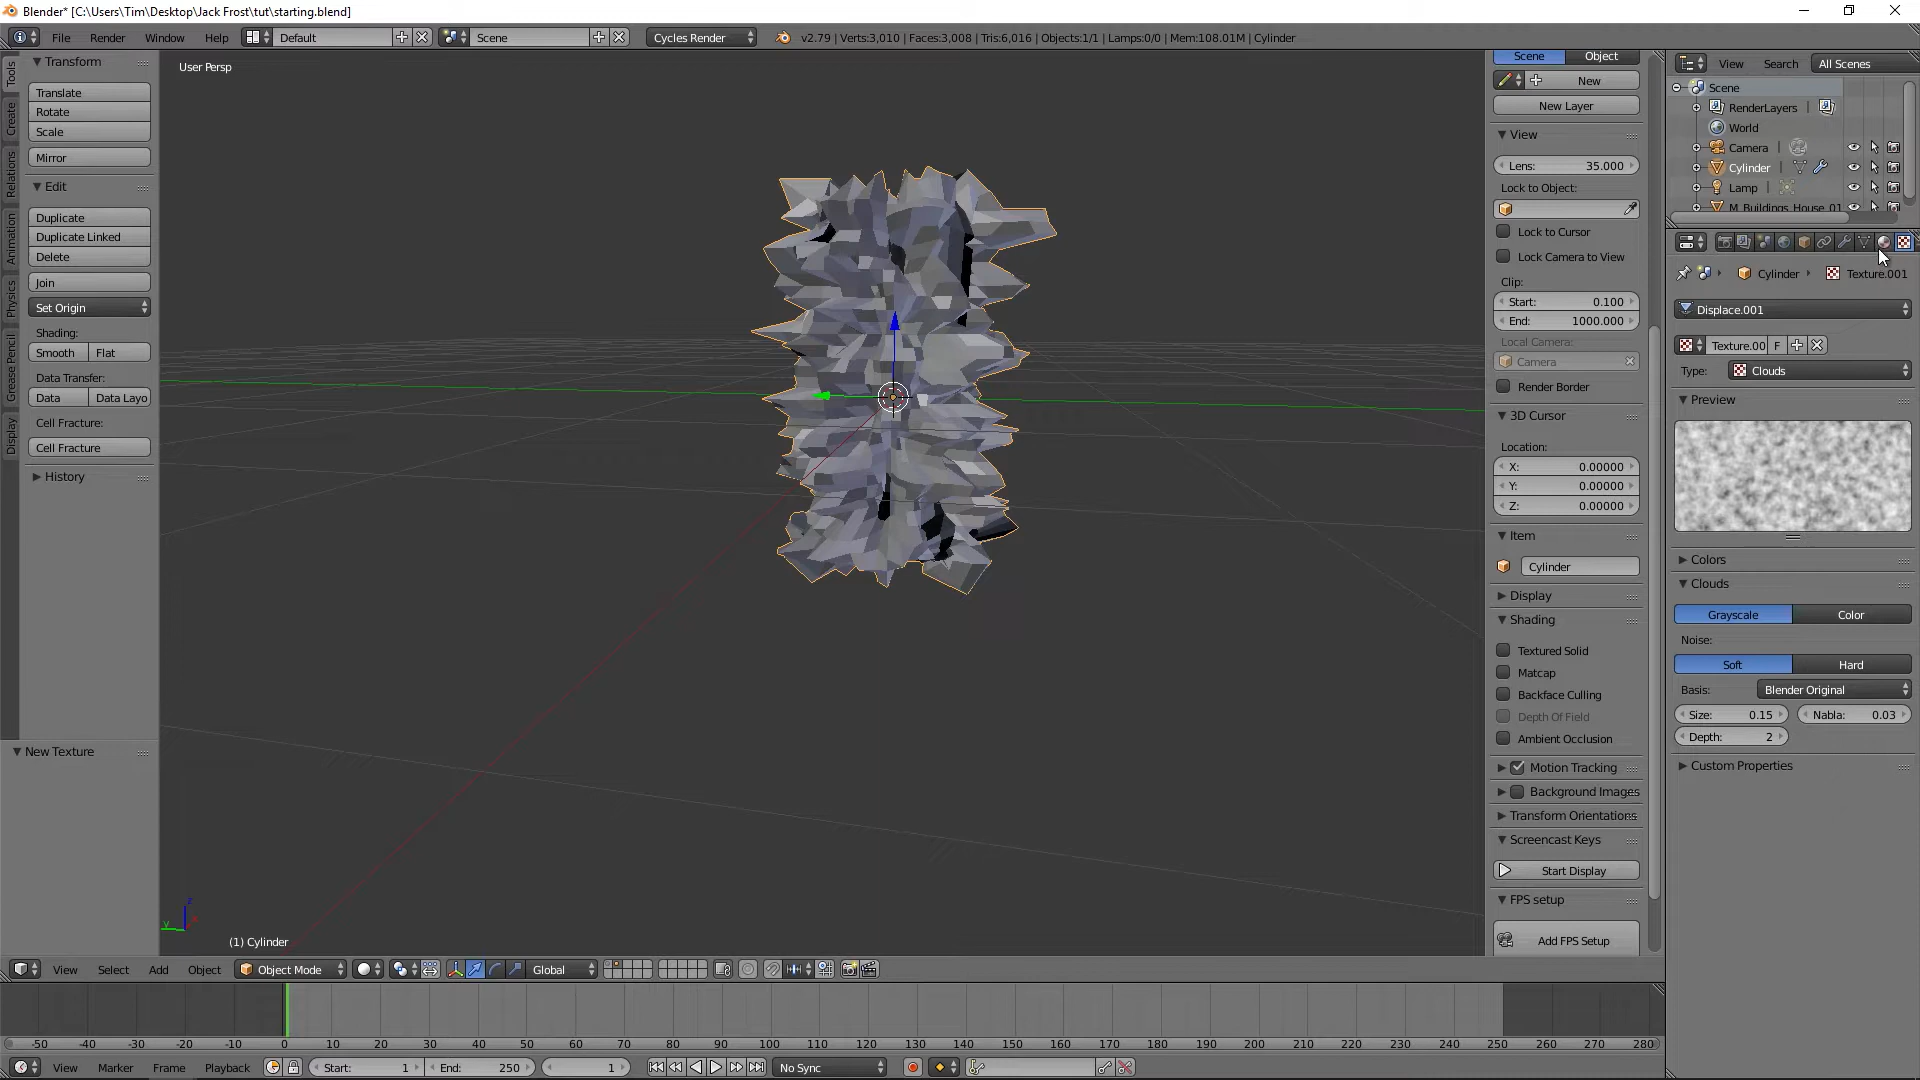 Blender* [C:\Users\Tim\Desktop\Jack Frost\tut\starting.blend]
File Render Window Help Default Scene Cycles Render v2.79 | Verts:3,010 | Faces:3,008 | Tris:6,016 | Objects:1/1 | Lamps:0/0 | Mem:108.01M | Cylinder
Tools
Create
Relations
Animation
Physics
Grease Pencil
Display
Transform
Translate
Rotate
Scale
Mirror
Edit
Duplicate
Duplicate Linked
Delete
Join
Set Origin
Shading:
Smooth Flat
Data Transfer:
Data Data Layo
Cell Fracture:
Cell Fracture
History
New Texture
User Persp
z
y
(1) Cylinder
Scene Object
New
New Layer
View
Lens: 35.000
Lock to Object:
Lock to Cursor
Lock Camera to View
Clip:
Start: 0.100
End: 1000.000
Local Camera:
Camera
Render Border
3D Cursor
Location:
X: 0.00000
Y: 0.00000
Z: 0.00000
Item
Cylinder
Display
Shading
Textured Solid
Matcap
Backface Culling
Depth Of Field
Ambient Occlusion
Motion Tracking
Background Images
Transform Orientations
Screencast Keys
Start Display
FPS setup
Add FPS Setup
View Search All Scenes
Scene
RenderLayers
World
Camera
Cylinder
Lamp
M_Buildings_House_01
Cylinder Texture.001
Displace.001
Texture.00 F
Type: Clouds
Preview
Colors
Clouds
Grayscale Color
Noise:
Soft Hard
Basis: Blender Original
Size: 0.15 Nabla: 0.03
Depth: 2
Custom Properties
View Select Add Object Object Mode Global
-50 -40 -30 -20 -10 0 10 20 30 40 50 60 70 80 90 100 110 120 130 140 150 160 170 180 190 200 210 220 230 240 250 260 270 280
View Marker Frame Playback Start: 1 End: 250 1 No Sync